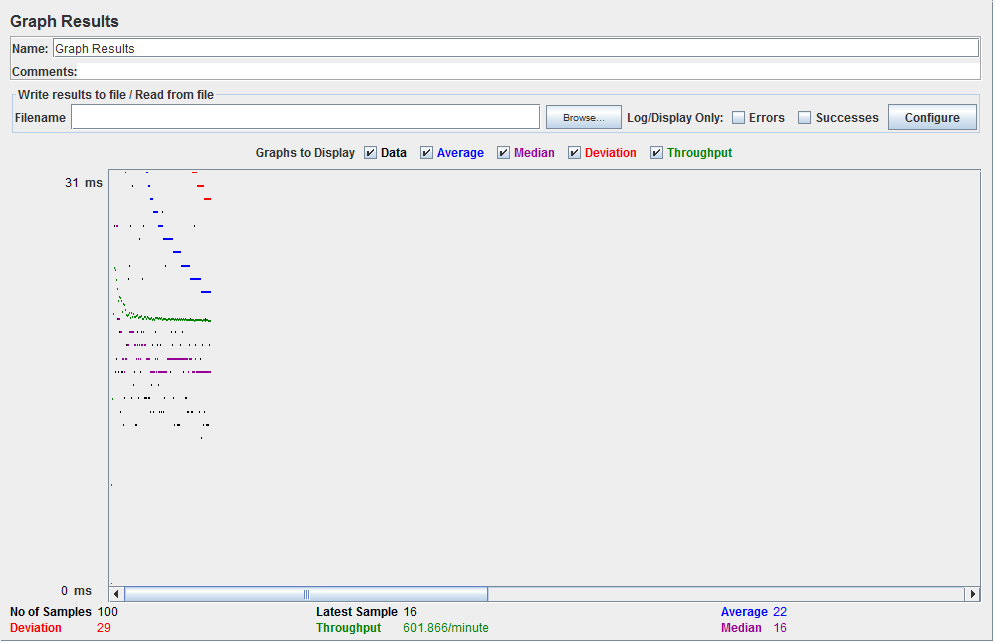 Graph Results
Name: Graph Results
Comments:
Write results to file / Read from file
Filename Browse... Log/Display Only: Errors Successes Configure
Graphs to Display Data Average Median Deviation Throughput
31 ms
0 ms
No of Samples 100 Latest Sample 16 Average 22
Deviation 29 Throughput 601.866/minute Median 16